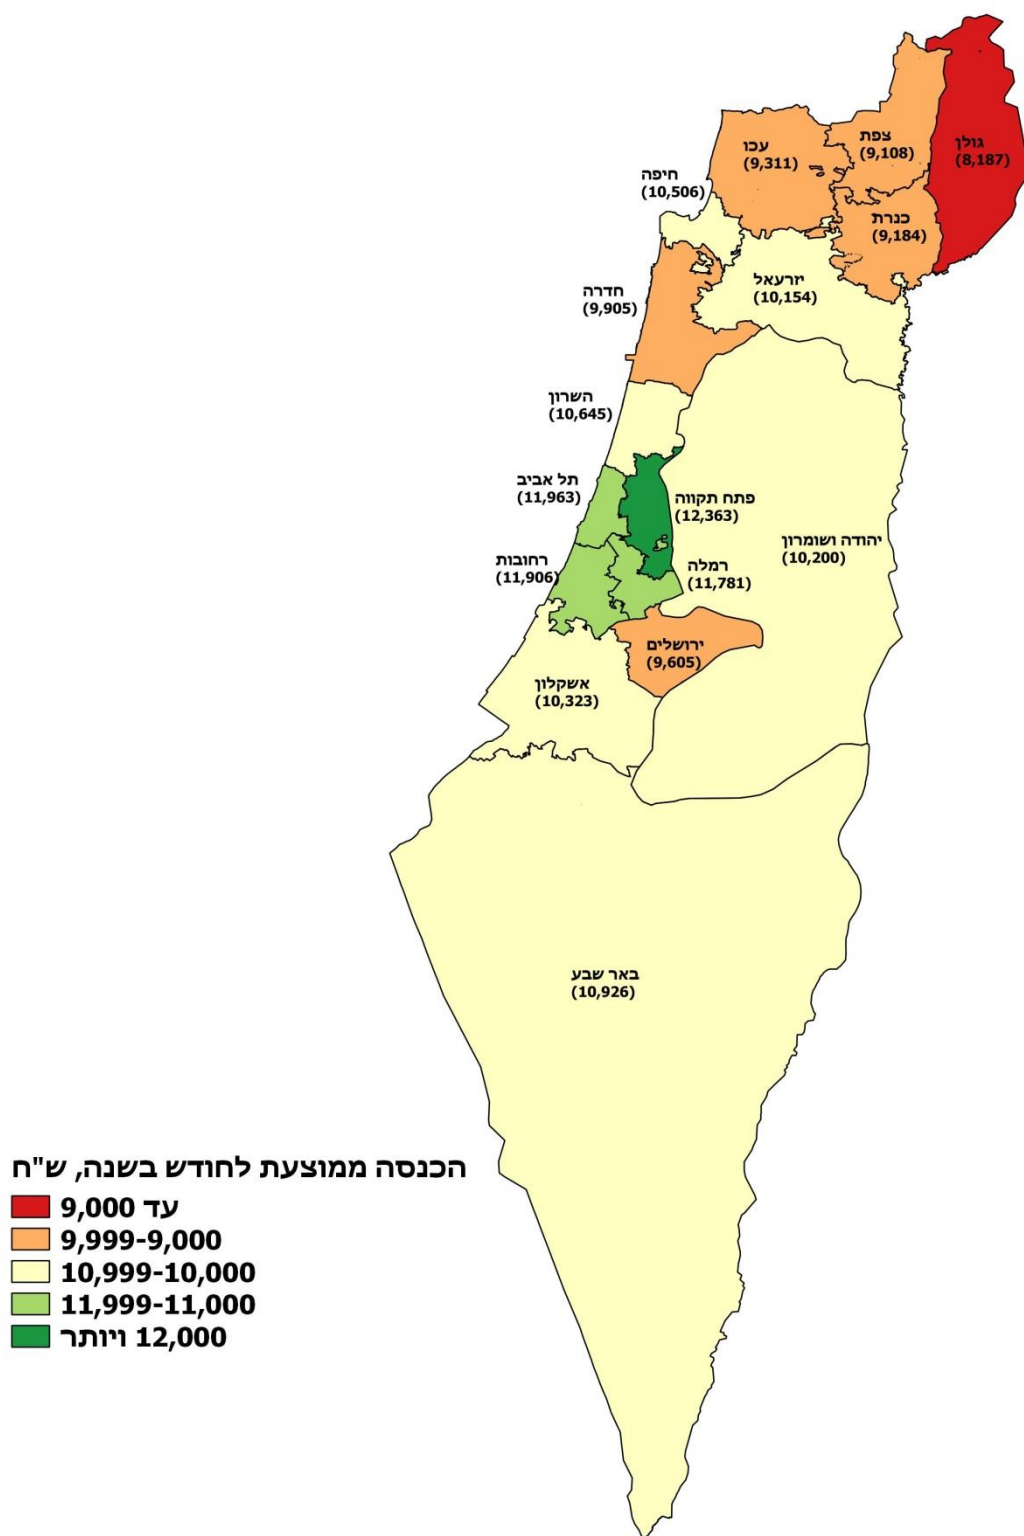 גולן
(8,187)
צפת
(9,108)
עכו
(9,311)
חיפה
(10,506)
כנרת
(9,184)
יזרעאל
(10,154)
חדרה
(9,905)
השרון
(10,645)
תל אביב
(11,963)
פתח תקווה
(12,363)
יהודה ושומרון
(10,200)
רחובות
(11,906)
רמלה
(11,781)
ירושלים
(9,605)
אשקלון
(10,323)
באר שבע
(10,926)
הכנסה ממוצעת לחודש בשנה, ש"ח
עד 9,000
9,999-9,000
10,999-10,000
11,999-11,000
12,000 ויותר